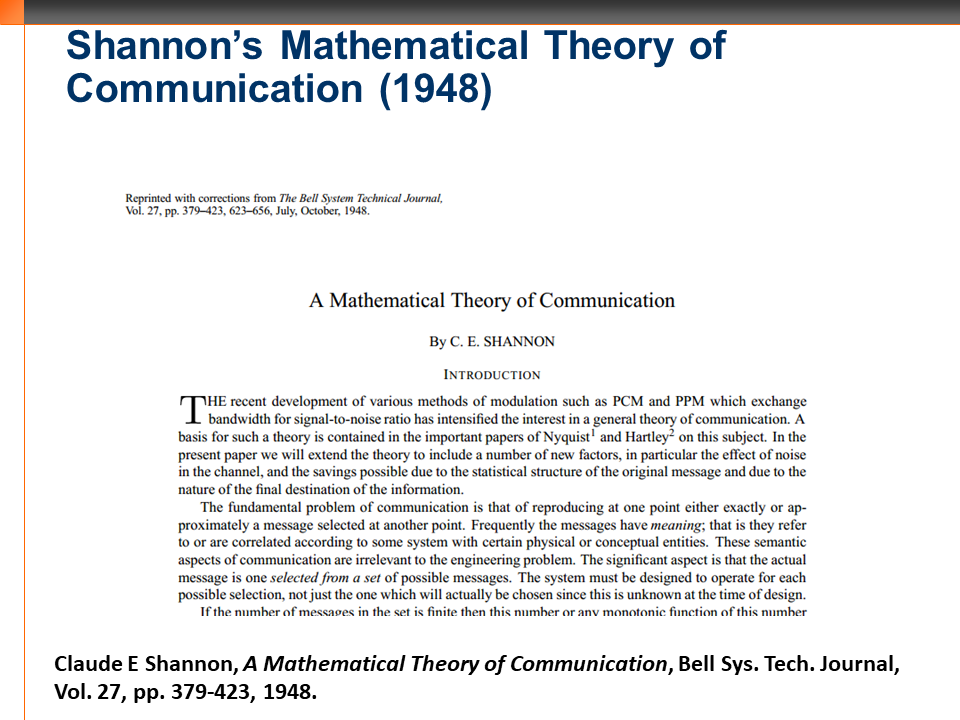 Shannon's Mathematical Theory of
Communication (1948)
Reprinted with corrections from The Bell System Technical Journal,
Vol. 27, pp. 379–423, 623–656, July, October, 1948.
A Mathematical Theory of Communication
By C. E. SHANNON
INTRODUCTION
THE recent development of various methods of modulation such as PCM and PPM which exchange
bandwidth for signal-to-noise ratio has intensified the interest in a general theory of communication. A
basis for such a theory is contained in the important papers of Nyquist¹ and Hartley² on this subject. In the
present paper we will extend the theory to include a number of new factors, in particular the effect of noise
in the channel, and the savings possible due to the statistical structure of the original message and due to the
nature of the final destination of the information.
The fundamental problem of communication is that of reproducing at one point either exactly or ap-
proximately a message selected at another point. Frequently the messages have meaning; that is they refer
to or are correlated according to some system with certain physical or conceptual entities. These semantic
aspects of communication are irrelevant to the engineering problem. The significant aspect is that the actual
message is one selected from a set of possible messages. The system must be designed to operate for each
possible selection, not just the one which will actually be chosen since this is unknown at the time of design.
If the number of messages in the set is finite then this number or any monotonic function of this number
Claude E Shannon, A Mathematical Theory of Communication, Bell Sys. Tech. Journal,
Vol. 27, pp. 379-423, 1948.